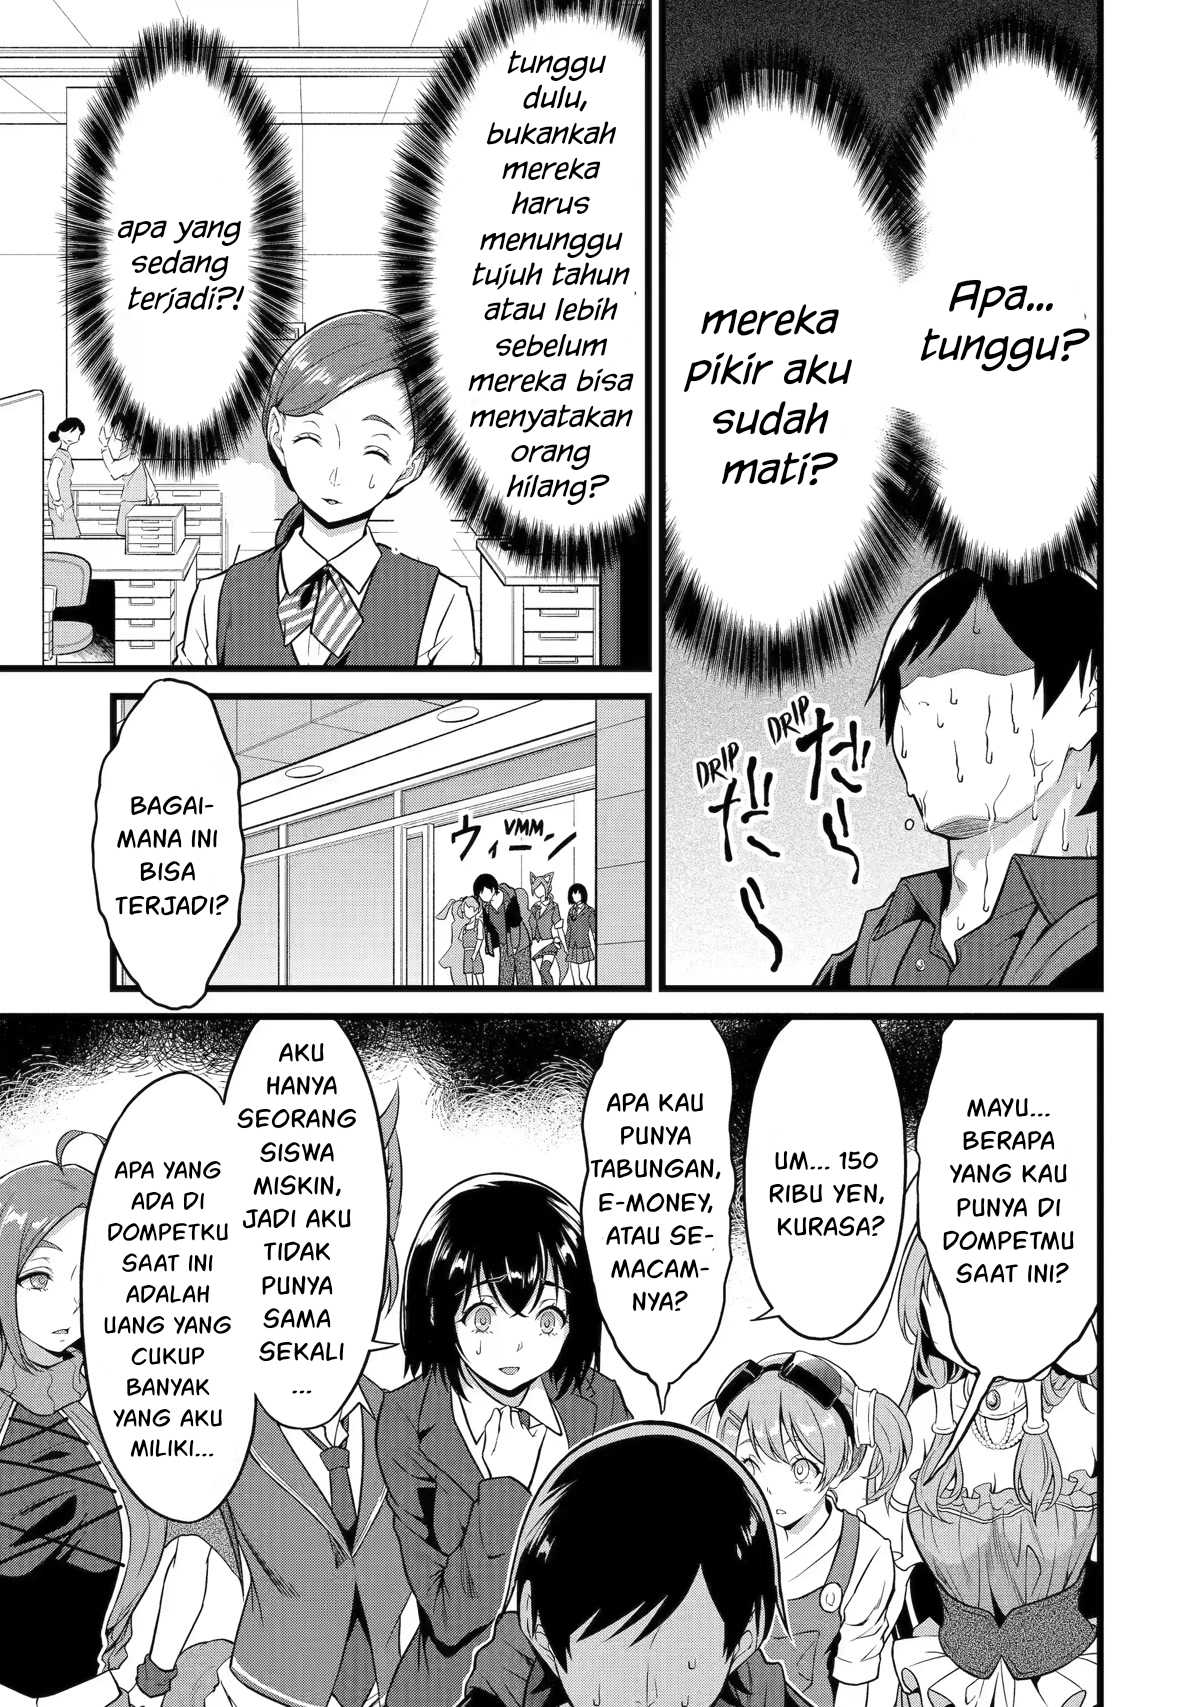 Apa...
tunggu?
mereka
pikir aku
sudah
mati?
DRIP
だ
DRIP
だ
tunggu
dulu,
bukankah
mereka
harus
menunggu
tujuh tahun
atau lebih
sebelum
mereka bisa
menyatakan
orang
hilang?
apa yang
sedang
terjadi?!
VMM
ウィーン
BAGAI-
MANA INI
BISA
TERJADI?
MAYU...
BERAPA
YANG KAU
PUNYA DI
DOMPETMU
SAAT INI?
UM... 150
RIBU YEN,
KURASA?
APA KAU
PUNYA
TABUNGAN,
E-MONEY,
ATAU SE-
MACAM-
NYA?
AKU
HANYA
SEORANG
SISWA
MISKIN,
JADI AKU
TIDAK
PUNYA
SAMA
SEKALI
...
APA YANG
ADA DI
DOMPETKU
SAAT INI
ADALAH
UANG YANG
CUKUP
BANYAK
YANG AKU
MILIKI...